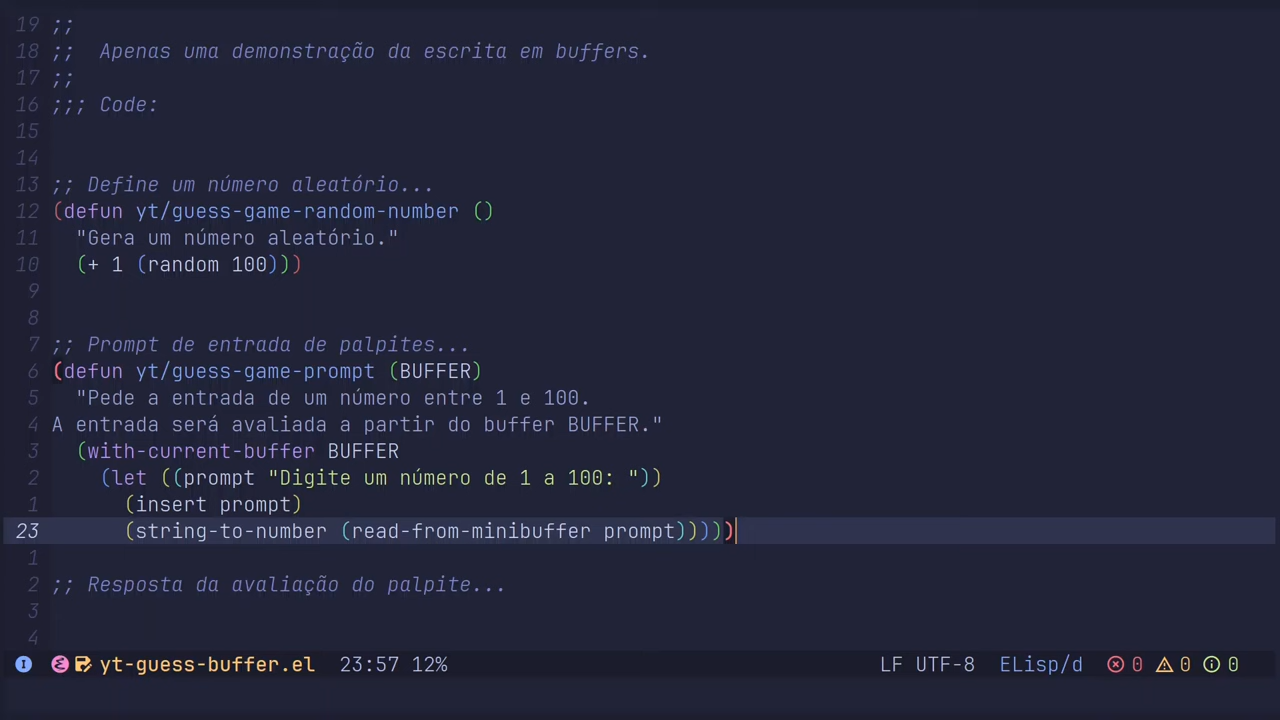 19 ;;
18 ;;  Apenas uma demonstração da escrita em buffers.
17 ;;
16 ;;; Code:
15
14
13 ;; Define um número aleatório...
12 (defun yt/guess-game-random-number ()
11   "Gera um número aleatório."
10   (+ 1 (random 100)))
9
8
7 ;; Prompt de entrada de palpites...
6 (defun yt/guess-game-prompt (BUFFER)
5   "Pede a entrada de um número entre 1 e 100.
4 A entrada será avaliada a partir do buffer BUFFER."
3   (with-current-buffer BUFFER
2     (let ((prompt "Digite um número de 1 a 100: "))
1       (insert prompt)
23       (string-to-number (read-from-minibuffer prompt)))))
1
2 ;; Resposta da avaliação do palpite...
3
4
I yt-guess-buffer.el  23:57 12%  LF UTF-8  ELisp/d  0  0  0